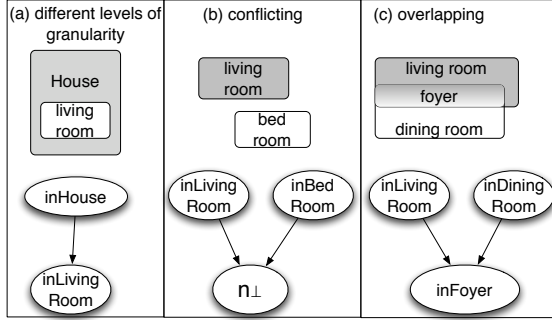 (a) different levels of
granularity
House
living
room
inHouse
inLiving
Room
(b) conflicting
living
room
bed
room
inLiving
Room
inBed
Room
n⊥
(c) overlapping
living room
foyer
dining room
inLiving
Room
inDining
Room
inFoyer